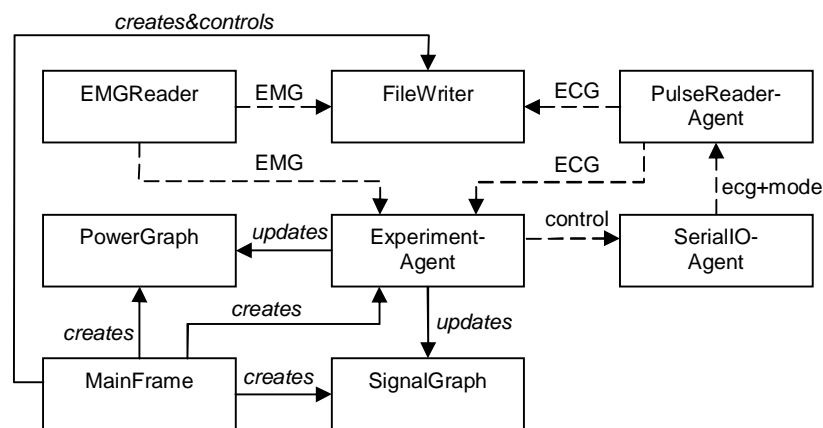 creates&controls
EMGReader
EMG
FileWriter
ECG
PulseReader-
Agent
EMG
ECG
ecg+mode
PowerGraph
updates
Experiment-
Agent
control
SerialIO-
Agent
creates
creates
updates
MainFrame
creates
SignalGraph